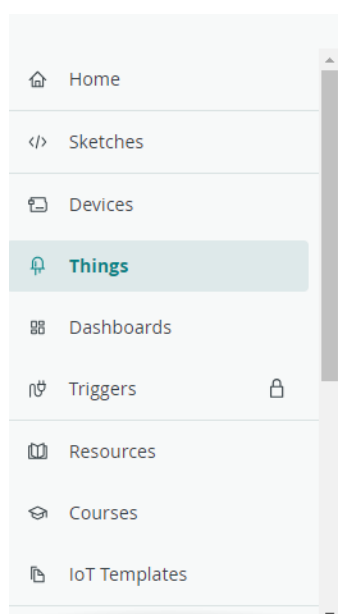 Home
Sketches
Devices
Things
Dashboards
Triggers
Resources
Courses
IoT Templates